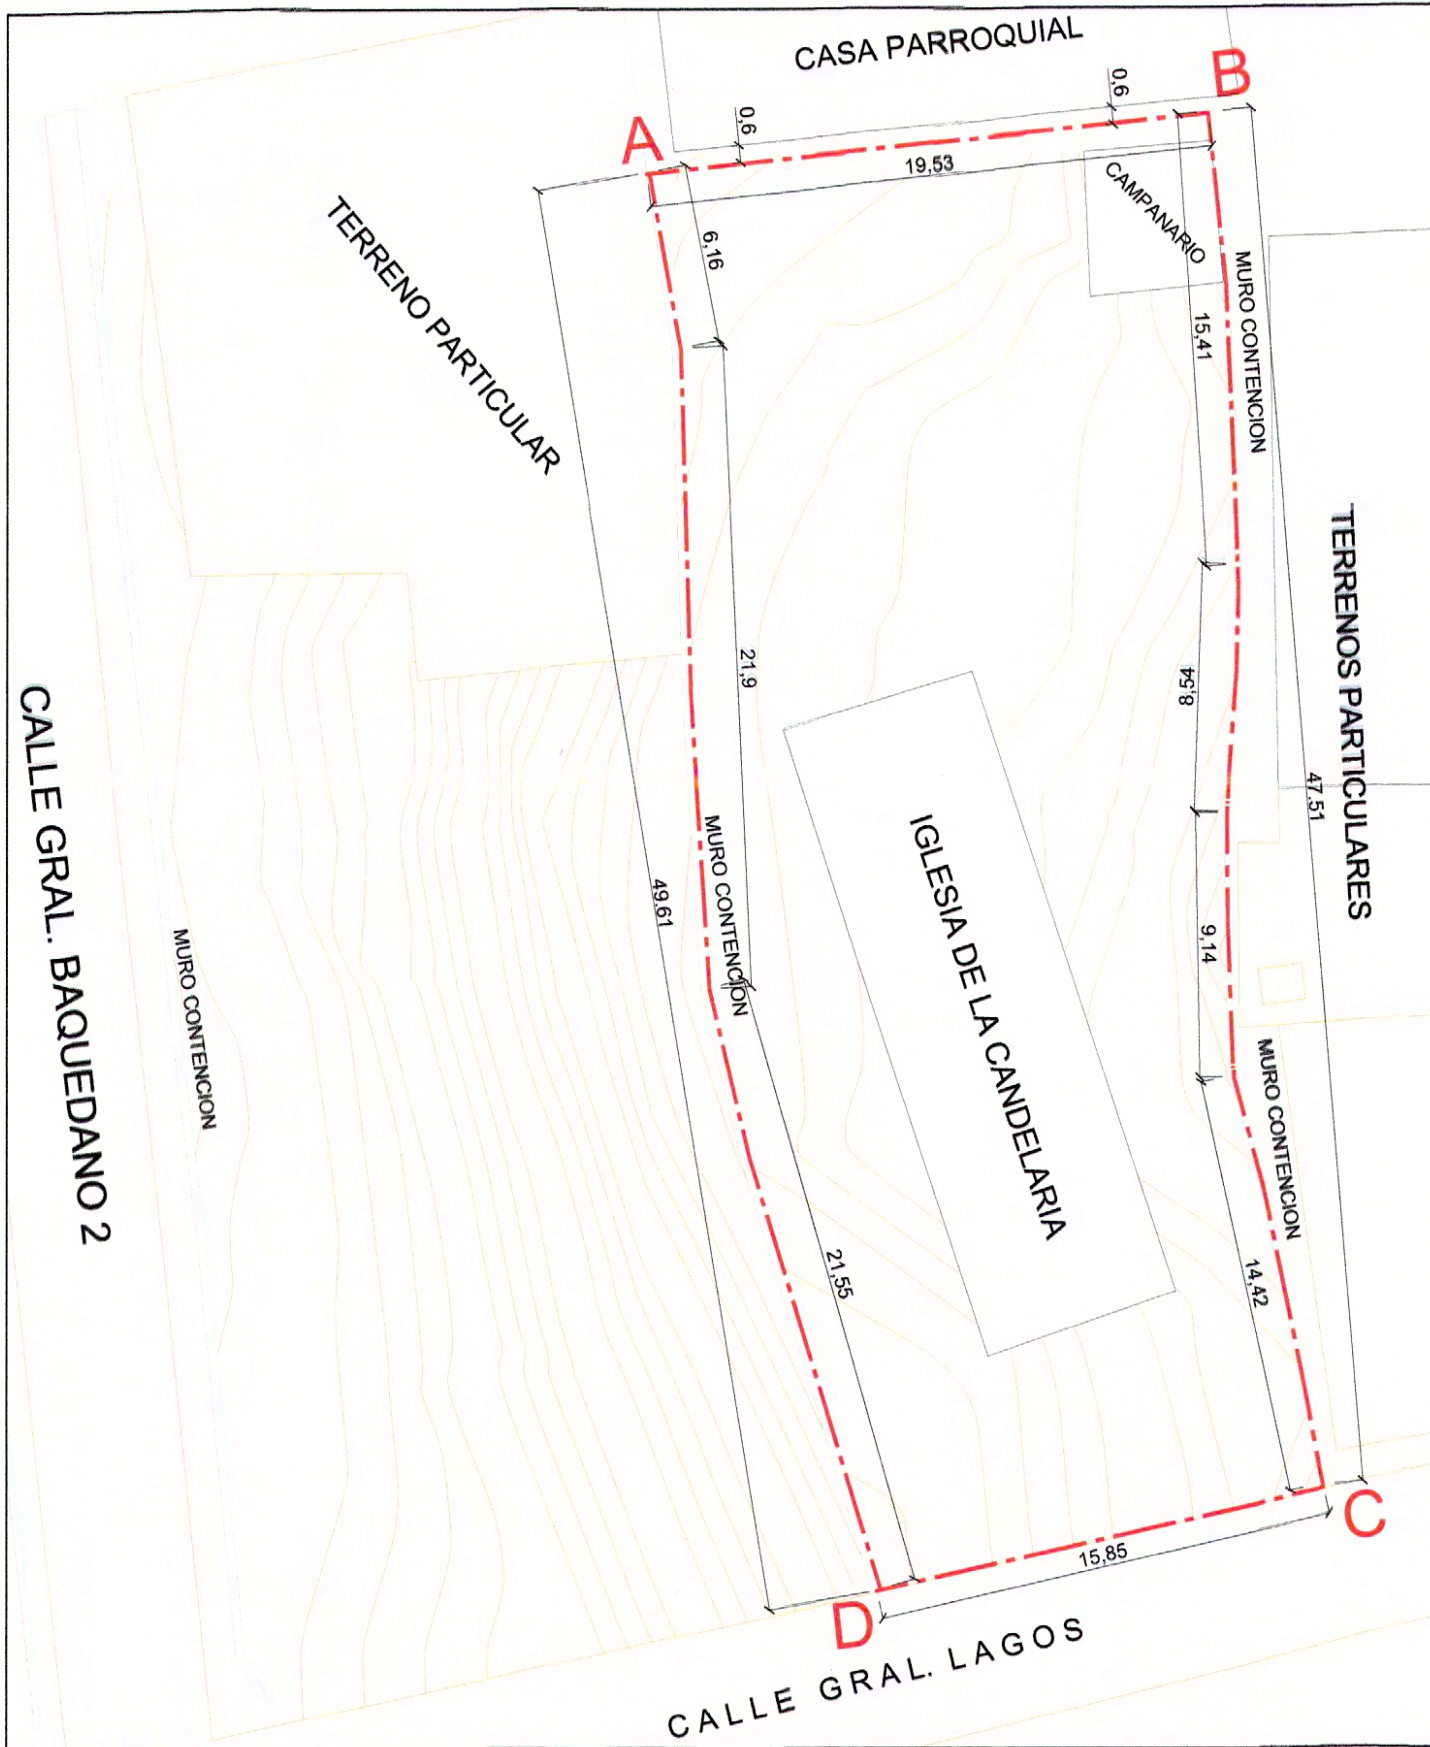 CASA PARROQUIAL
B
0,6
0,6
A
19,53
CAMPANARIO
TERRENO PARTICULAR
6,16
MURO CONTENCION
15,41
TERRENOS PARTICULARES
21,9
8,54
47.51
MURO CONTENCION
49.61
IGLESIA DE LA CANDELARIA
9,14
CALLE GRAL. BAQUEDANO 2
MURO CONTENCION
MURO CONTENCION
21,55
14,42
C
15,85
D
CALLE GRAL. LAGOS